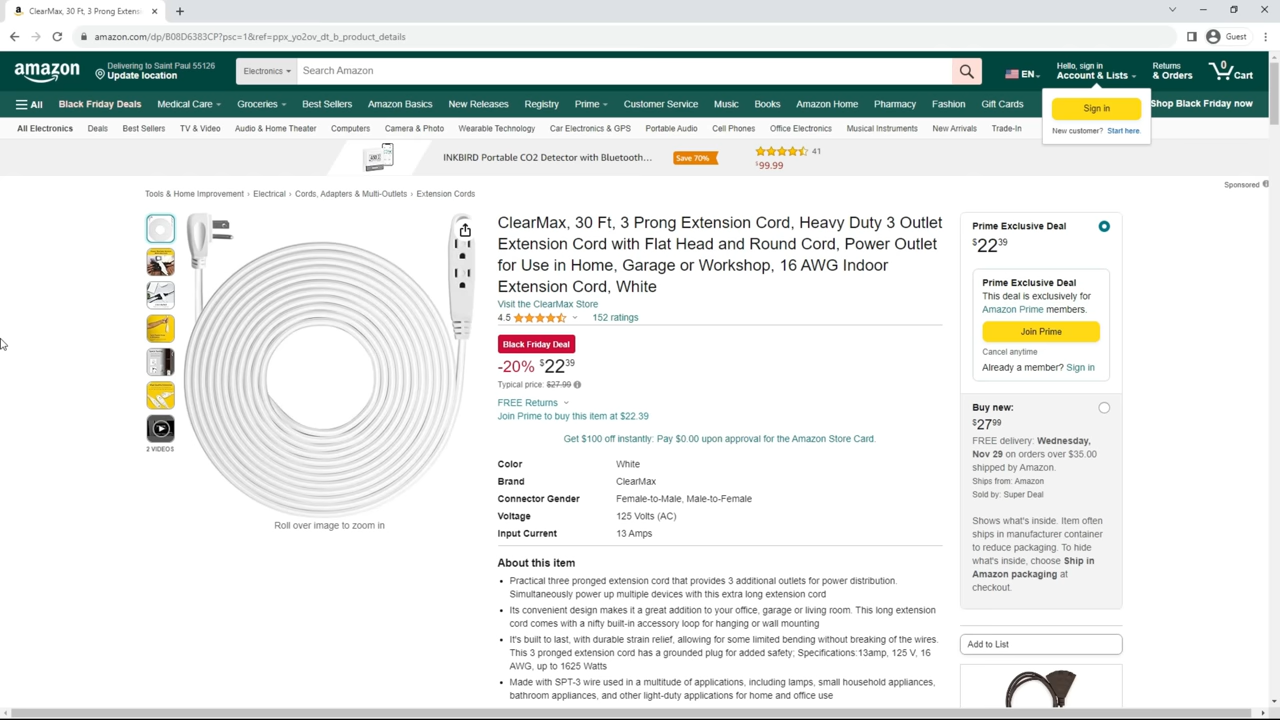 ClearMax, 30 Ft, 3 Prong Extens
amazon.com/dp/B08D6383CP?psc=1&ref=ppx_yo2ov_dt_b_product_details
Guest
amazon
Delivering to Saint Paul 55126
Update location
Electronics
Search Amazon
EN
Hello, sign in
Account & Lists
Returns
& Orders
0
Cart
All
Black Friday Deals
Medical Care
Groceries
Best Sellers
Amazon Basics
New Releases
Registry
Prime
Customer Service
Music
Books
Amazon Home
Pharmacy
Fashion
Gift Cards
Shop Black Friday now
Sign in
New customer? Start here.
All Electronics
Deals
Best Sellers
TV & Video
Audio & Home Theater
Computers
Camera & Photo
Wearable Technology
Car Electronics & GPS
Portable Audio
Cell Phones
Office Electronics
Musical Instruments
New Arrivals
Trade-In
INKBIRD Portable CO2 Detector with Bluetooth…
Save 70%
41
$99.99
Sponsored
Tools & Home Improvement › Electrical › Cords, Adapters & Multi-Outlets › Extension Cords
2 VIDEOS
Roll over image to zoom in
ClearMax, 30 Ft, 3 Prong Extension Cord, Heavy Duty 3 Outlet
Extension Cord with Flat Head and Round Cord, Power Outlet
for Use in Home, Garage or Workshop, 16 AWG Indoor
Extension Cord, White
Visit the ClearMax Store
4.5
152 ratings
Black Friday Deal
-20% $22 39
Typical price: $27.99
FREE Returns
Join Prime to buy this item at $22.39
Get $100 off instantly: Pay $0.00 upon approval for the Amazon Store Card.
Color White
Brand ClearMax
Connector Gender Female-to-Male, Male-to-Female
Voltage 125 Volts (AC)
Input Current 13 Amps
About this item
• Practical three pronged extension cord that provides 3 additional outlets for power distribution.
Simultaneously power up multiple devices with this extra long extension cord
• Its convenient design makes it a great addition to your office, garage or living room. This long extension
cord comes with a nifty built-in accessory loop for hanging or wall mounting
• It's built to last, with durable strain relief, allowing for some limited bending without breaking of the wires.
This 3 pronged extension cord has a grounded plug for added safety; Specifications:13amp, 125 V, 16
AWG, up to 1625 Watts
• Made with SPT-3 wire used in a multitude of applications, including lamps, small household appliances,
bathroom appliances, and other light-duty applications for home and office use
Prime Exclusive Deal
$22 39
Prime Exclusive Deal
This deal is exclusively for
Amazon Prime members.
Join Prime
Cancel anytime
Already a member? Sign in
Buy new:
$27 99
FREE delivery: Wednesday,
Nov 29 on orders over $35.00
shipped by Amazon.
Ships from: Amazon
Sold by: Super Deal
Shows what's inside. Item often
ships in manufacturer container
to reduce packaging. To hide
what's inside, choose Ship in
Amazon packaging at
checkout.
Add to List